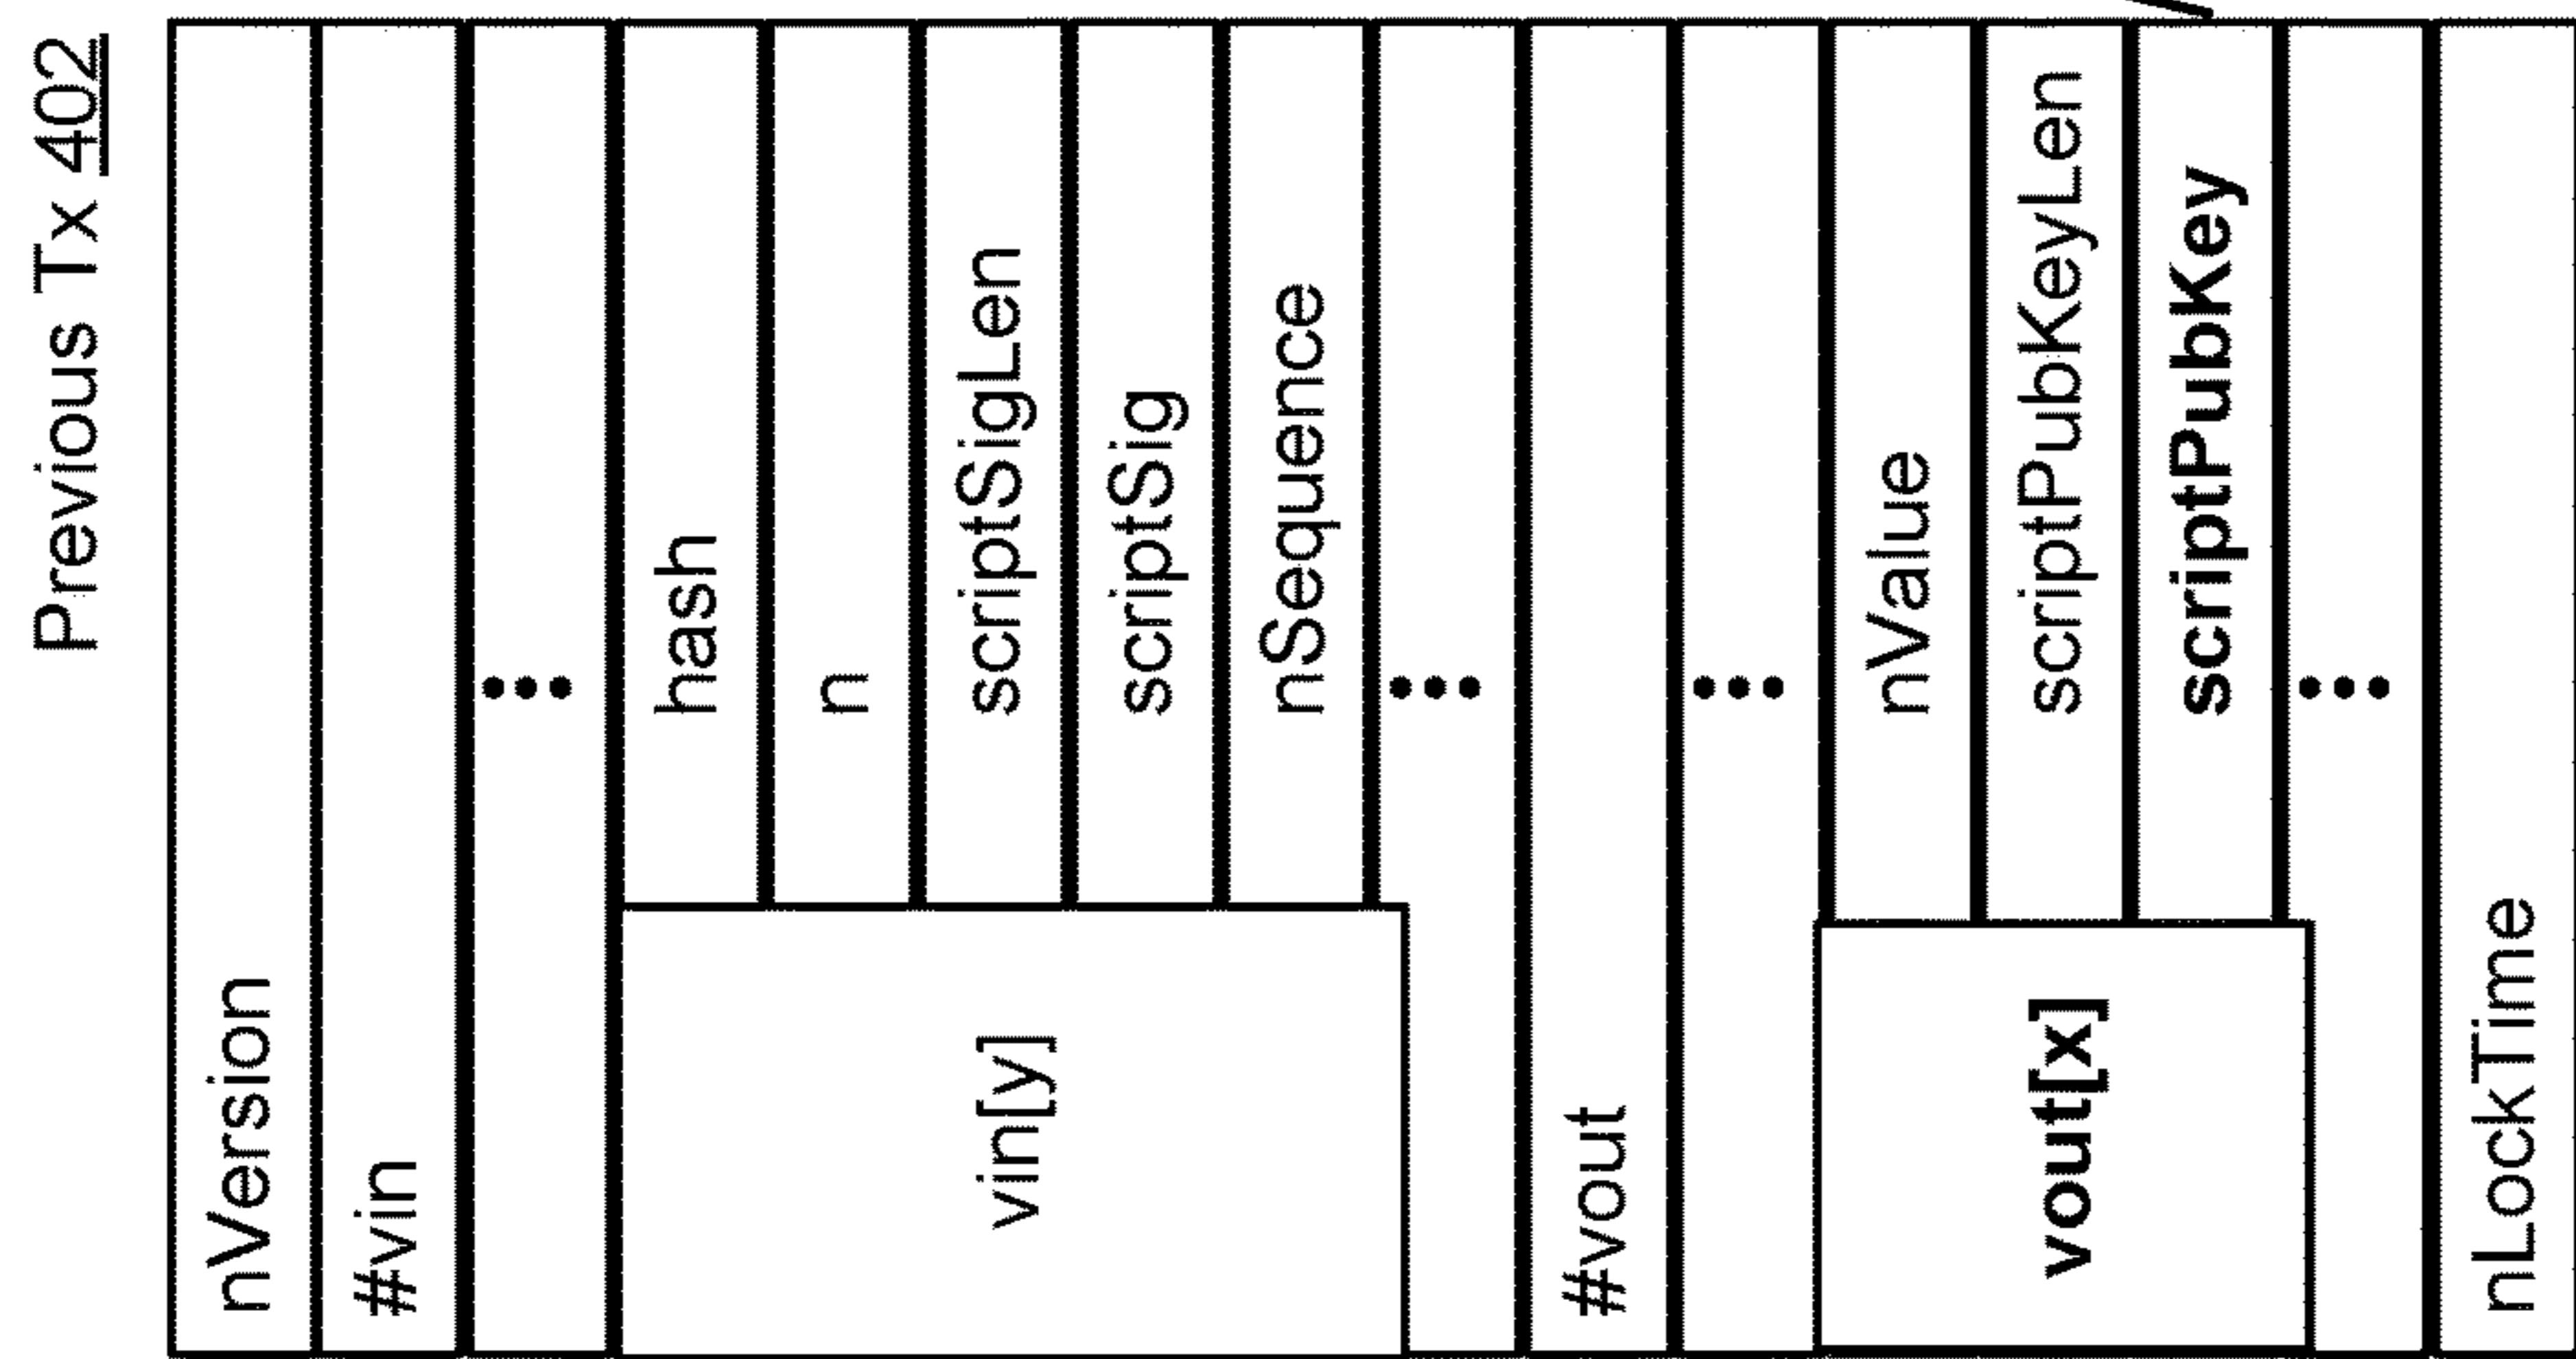 Previous Tx 402
nVersion
#vin
...
vin[y]
hash
n
scriptSigLen
scriptSig
nSequence
...
#vout
...
vout[x]
nValue
scriptPubKeyLen
scriptPubKey
...
nLockTime